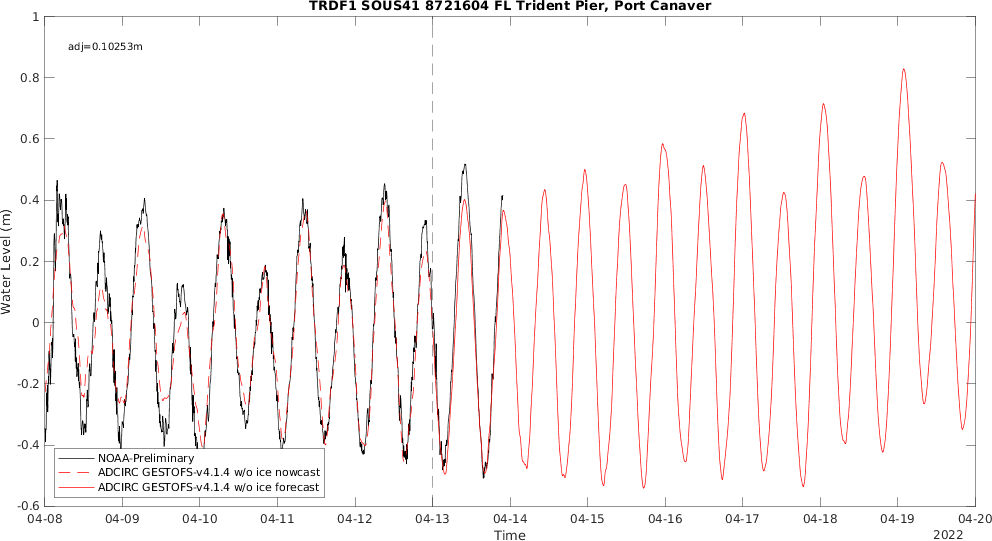 TRDF1 SOUS41 8721604 FL Trident Pier, Port Canaver
adj=0.10253m
Water Level (m)
1
0.8
0.6
0.4
0.2
0
-0.2
-0.4
-0.6
NOAA-Preliminary
ADCIRC GESTOFS-v4.1.4 w/o ice nowcast
ADCIRC GESTOFS-v4.1.4 w/o ice forecast
04-08 04-09 04-10 04-11 04-12 04-13 04-14 04-15 04-16 04-17 04-18 04-19 04-20
Time
2022